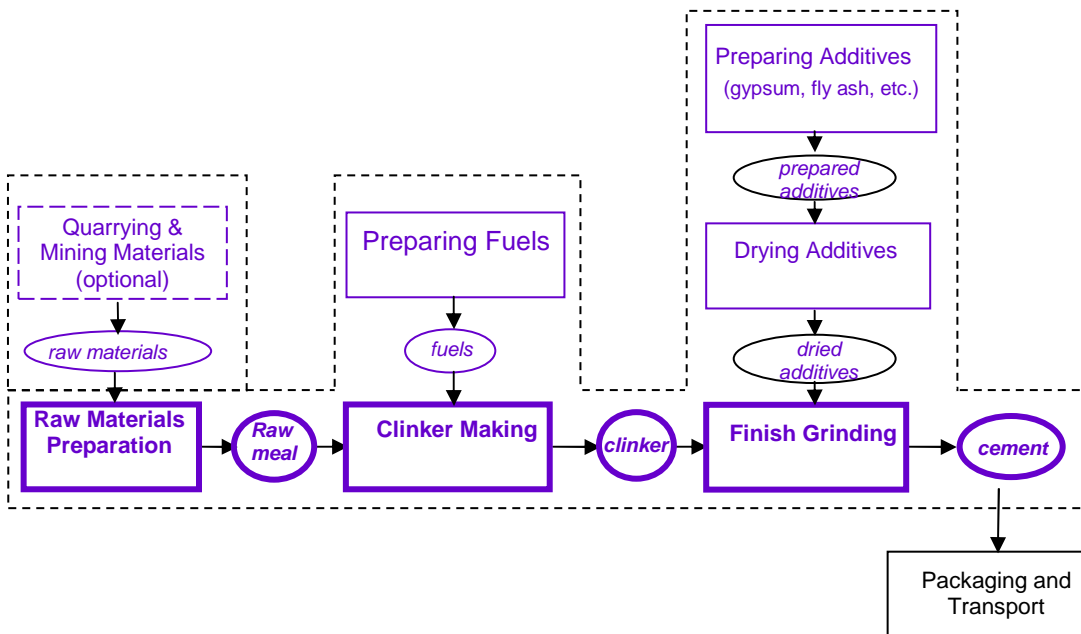 Preparing Additives
(gypsum, fly ash, etc.)
prepared
additives
Quarrying &
Mining Materials
(optional)
Preparing Fuels
Drying Additives
raw materials
fuels
dried
additives
Raw Materials
Preparation
Raw
meal
Clinker Making
clinker
Finish Grinding
cement
Packaging and
Transport